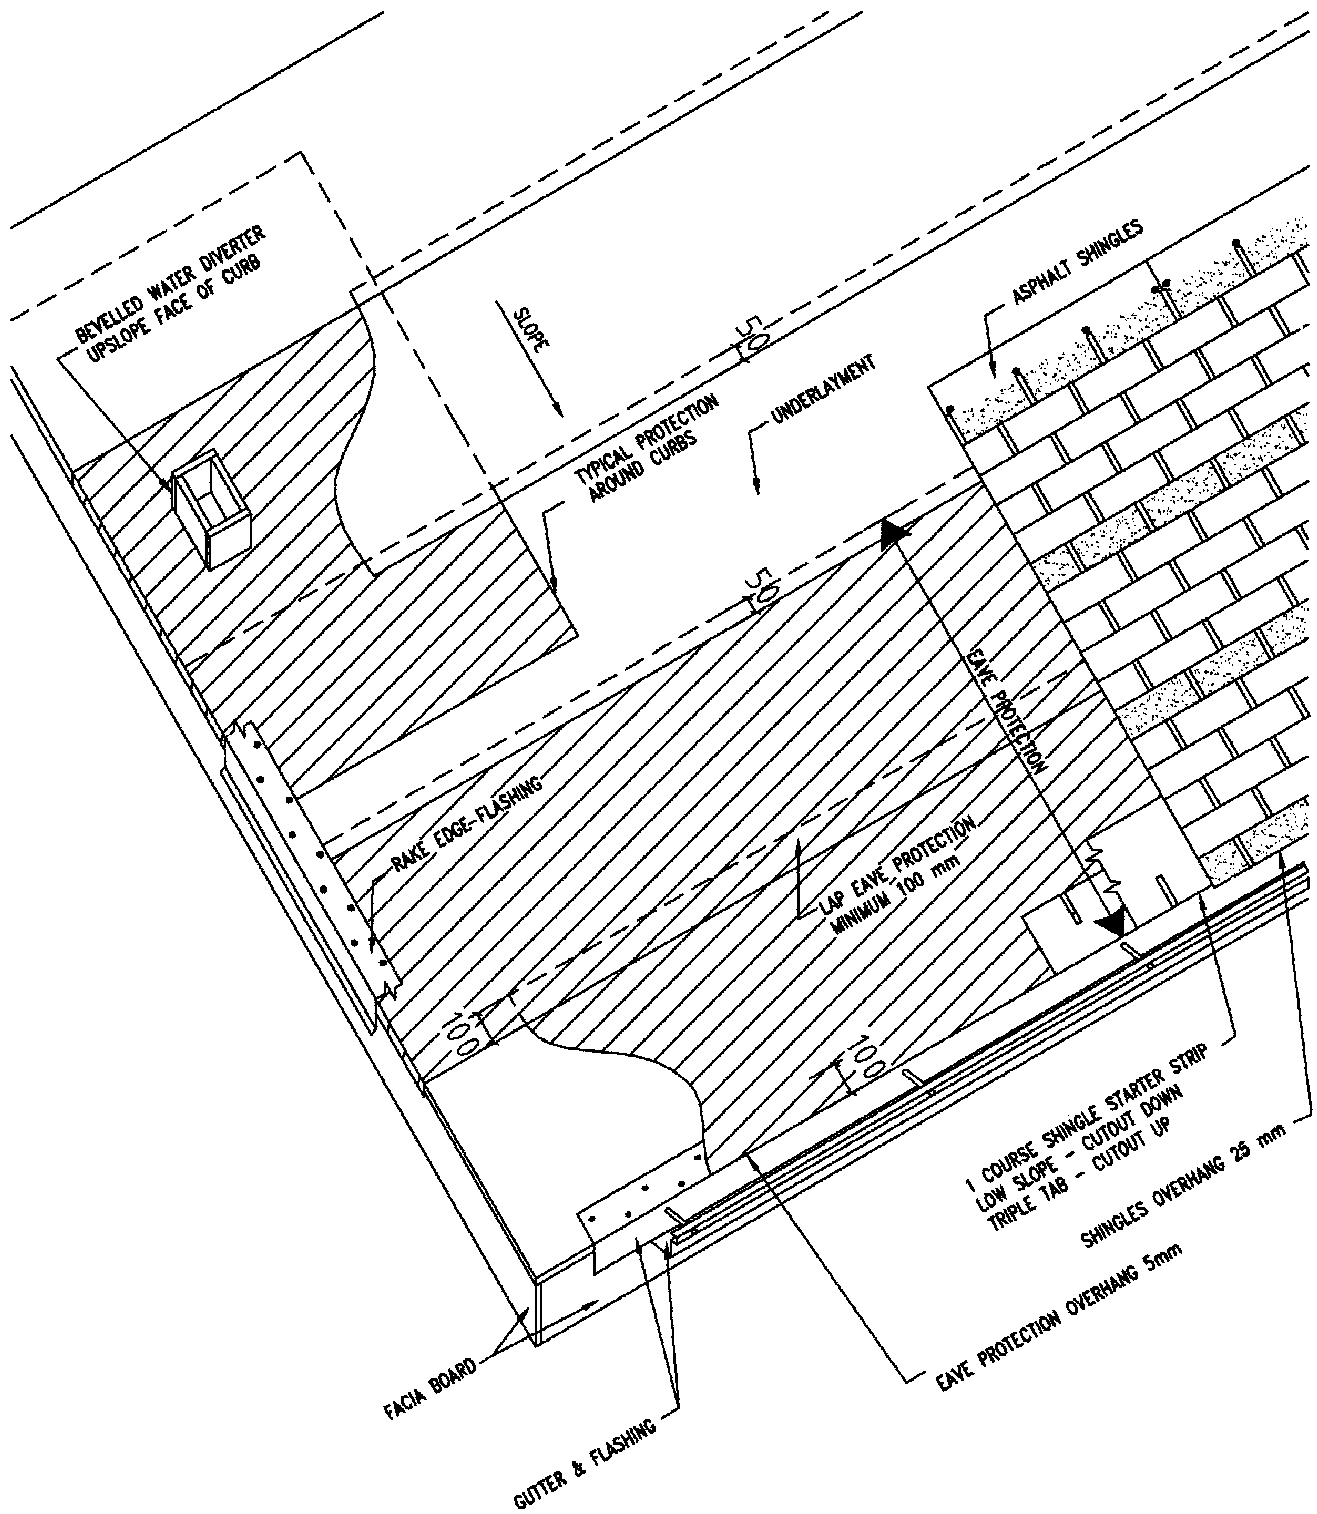 BEVELLED WATER DIVERTER
UPSLOPE FACE OF CURB
SLOPE
50
ASPHALT SHINGLES
UNDERLAYMENT
TYPICAL PROTECTION
AROUND CURBS
50
EAVE PROTECTION
RAKE EDGE-FLASHING
LAP EAVE PROTECTION
MINIMUM 100 mm
100
100
1 COURSE SHINGLE STARTER STRIP
LOW SLOPE - CUTOUT DOWN
TRIPLE TAB - CUTOUT UP
SHINGLES OVERHANG 25 mm
EAVE PROTECTION OVERHANG 5mm
FACIA BOARD
GUTTER & FLASHING